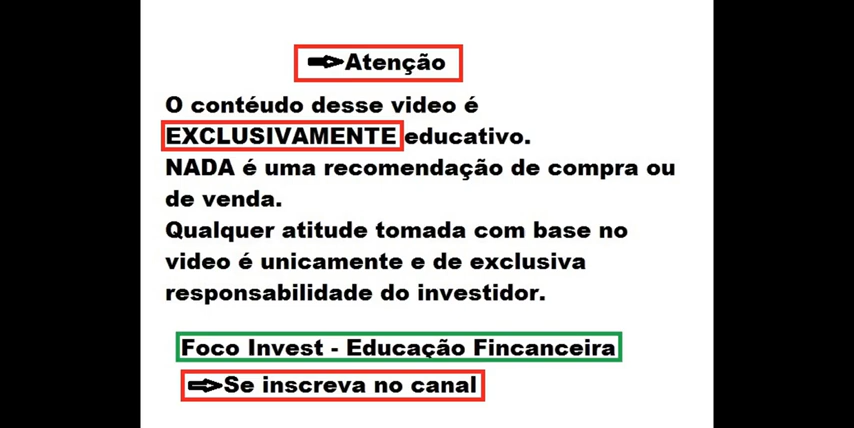 ⇨Atenção
O contéudo desse video é
EXCLUSIVAMENTE educativo.
NADA é uma recomendação de compra ou
de venda.
Qualquer atitude tomada com base no
video é unicamente e de exclusiva
responsabilidade do investidor.
Foco Invest - Educação Fincanceira
⇨Se inscreva no canal